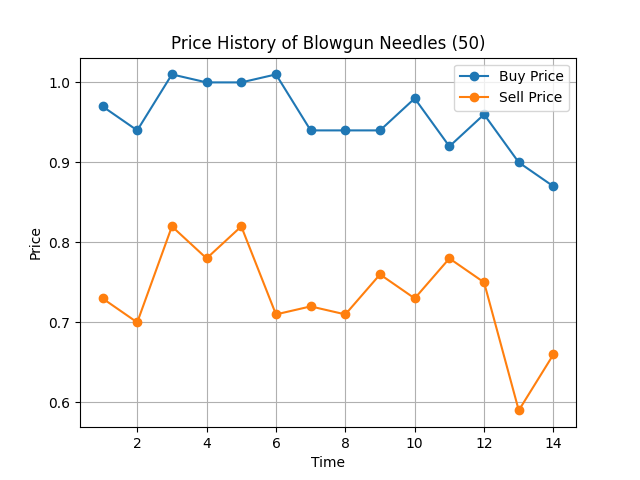 Price History of Blowgun Needles (50)
Buy Price
Sell Price
1.0
0.9
0.8
0.7
0.6
Price
2 4 6 8 10 12 14
Time